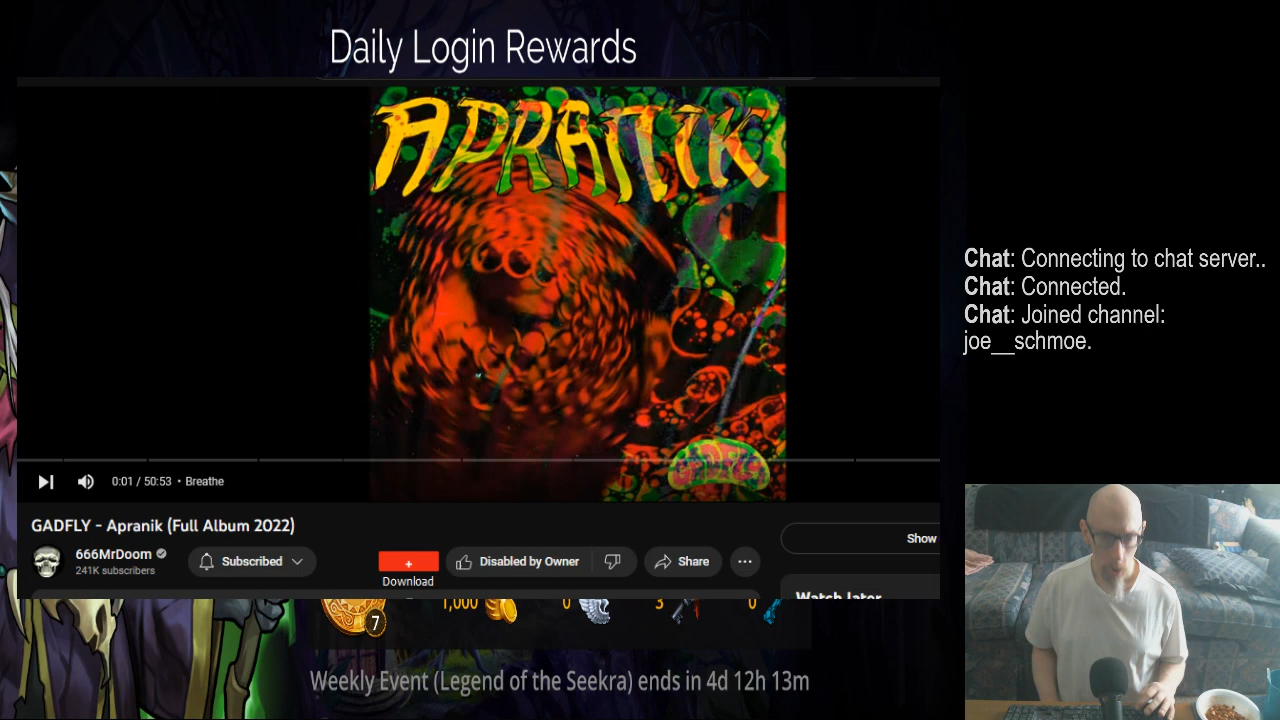 Daily Login Rewards
APRANIK
GADFLY
Chat: Connecting to chat server..
Chat: Connected.
Chat: Joined channel:
joe__schmoe.
0:01 / 50:53 • Breathe
GADFLY - Apranik (Full Album 2022)
666MrDoom
241K subscribers
Subscribed
+
Download
Disabled by Owner
Share
Show
Watch later
7
1,000
0
3
0
Weekly Event (Legend of the Seekra) ends in 4d 12h 13m